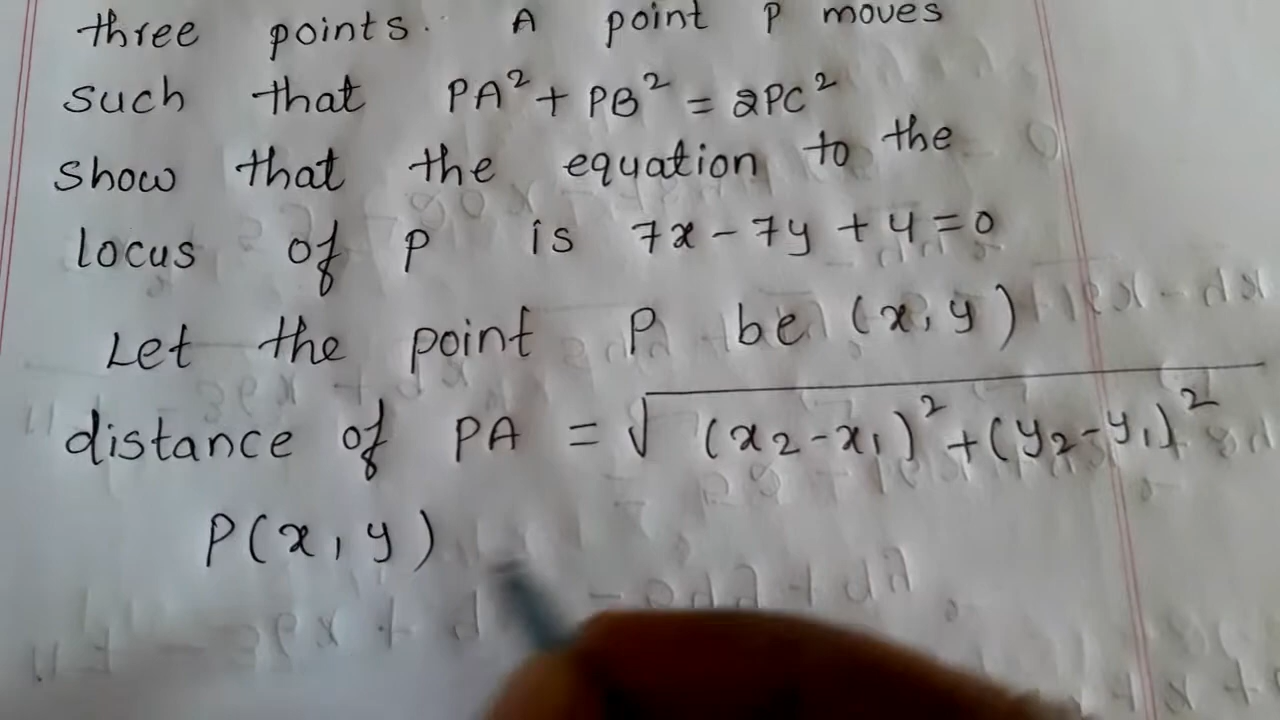 three points. A point P moves
such that PA² + PB² = 2PC²
show that the equation to the
locus of P is 7x - 7y + 4 = 0
Let the point P be (x, y)
distance of PA = √(x₂-x₁)² + (y₂-y₁)²
P(x, y)